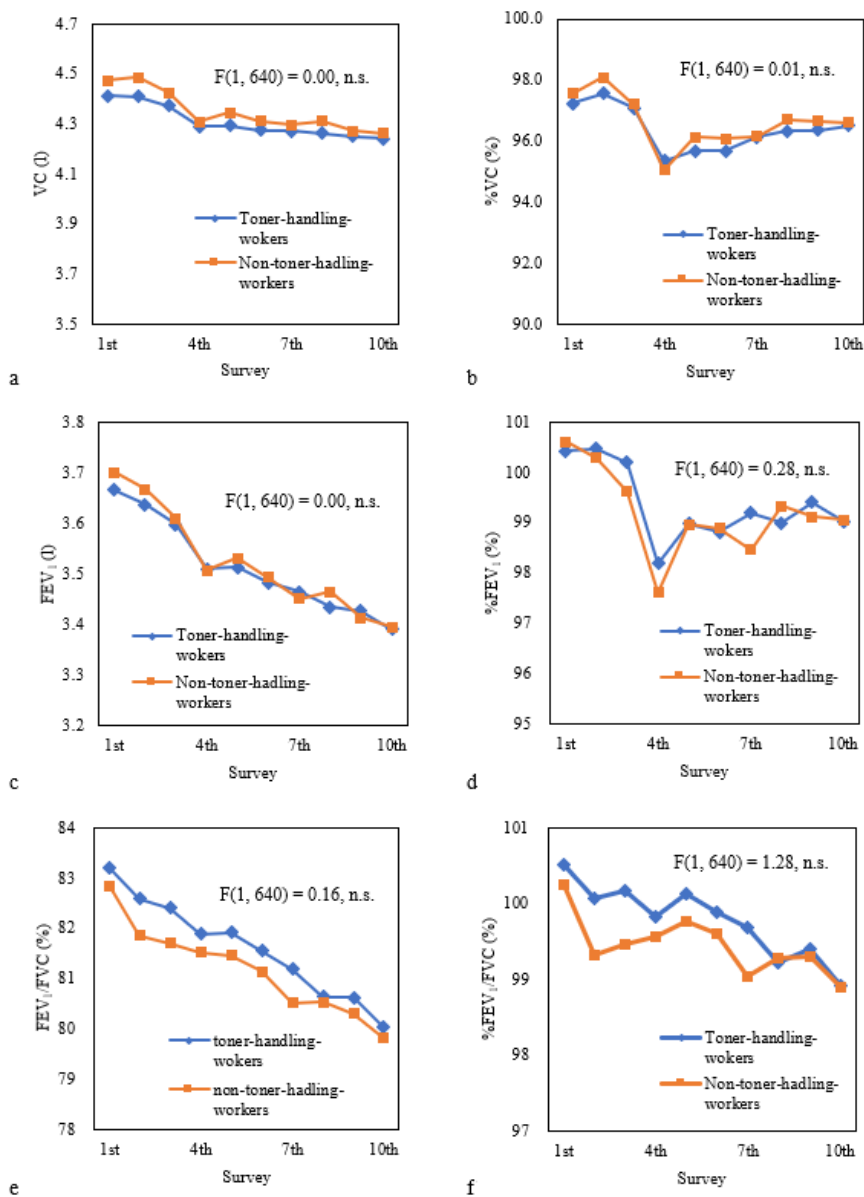 4.7
4.5
4.3
4.1
3.9
3.7
3.5
VC (l)
F(1, 640) = 0.00, n.s.
Toner-handling-
wokers
Non-toner-hadling-
workers
1st 4th 7th 10th
Survey
a
100.0
98.0
96.0
94.0
92.0
90.0
%VC (%)
F(1, 640) = 0.01, n.s.
Toner-handling-
wokers
Non-toner-hadling-
workers
1st 4th 7th 10th
Survey
b
3.8
3.7
3.6
3.5
3.4
3.3
3.2
FEV₁ (l)
F(1, 640) = 0.00, n.s.
Toner-handling-
wokers
Non-toner-hadling-
workers
1st 4th 7th 10th
Survey
c
101
100
99
98
97
96
95
%FEV₁ (%)
F(1, 640) = 0.28, n.s.
Toner-handling-
wokers
Non-toner-hadling-
workers
1st 4th 7th 10th
Survey
d
84
83
82
81
80
79
78
FEV₁/FVC (%)
F(1, 640) = 0.16, n.s.
toner-handling-
wokers
non-toner-hadling-
workers
1st 4th 7th 10th
Survey
e
101
100
99
98
97
%FEV₁/FVC (%)
F(1, 640) = 1.28, n.s.
Toner-handling-
wokers
Non-toner-hadling-
workers
1st 4th 7th 10th
Survey
f